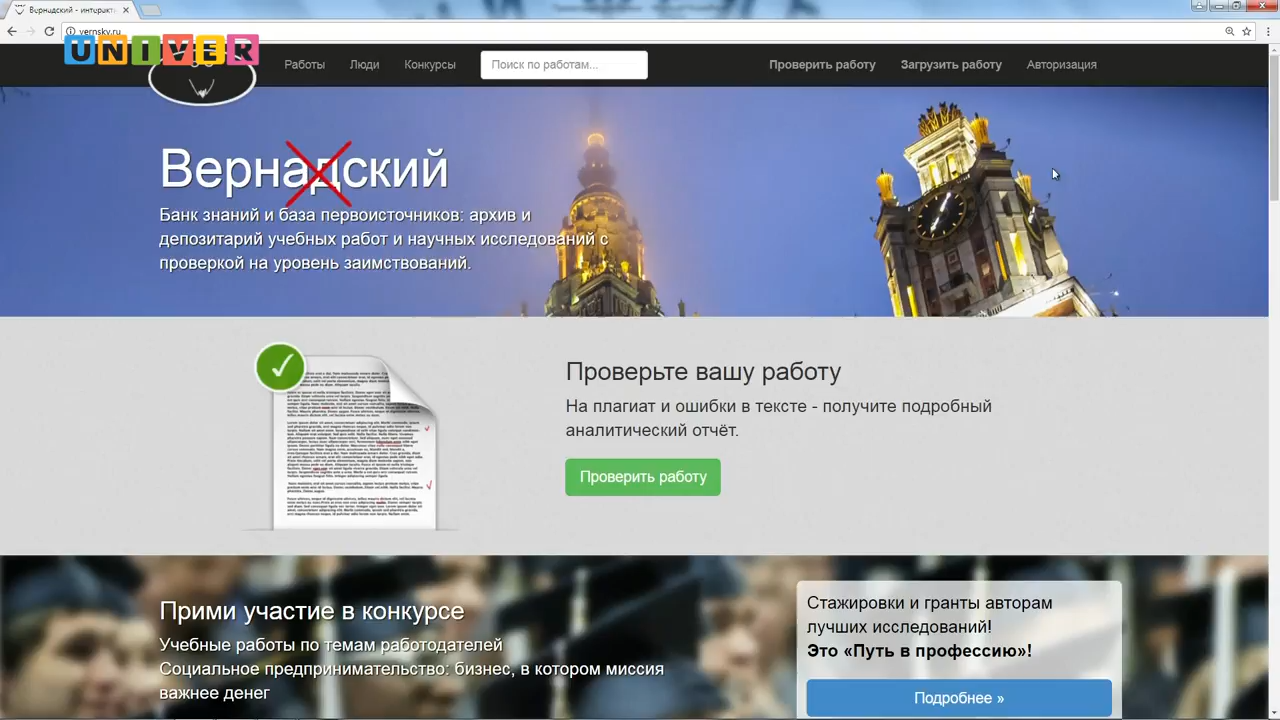 Вернадский - интеракти
vernsky.ru
UNIVER
Работы
Люди
Конкурсы
Поиск по работам...
Проверить работу
Загрузить работу
Авторизация
Вернадский
Банк знаний и база первоисточников: архив и
депозитарий учебных работ и научных исследований с
проверкой на уровень заимствований.
Проверьте вашу работу
На плагиат и ошибки в тексте - получите подробный
аналитический отчёт.
Проверить работу
Прими участие в конкурсе
Учебные работы по темам работодателей
Социальное предпринимательство: бизнес, в котором миссия
важнее денег
Стажировки и гранты авторам
лучших исследований!
Это «Путь в профессию»!
Подробнее »